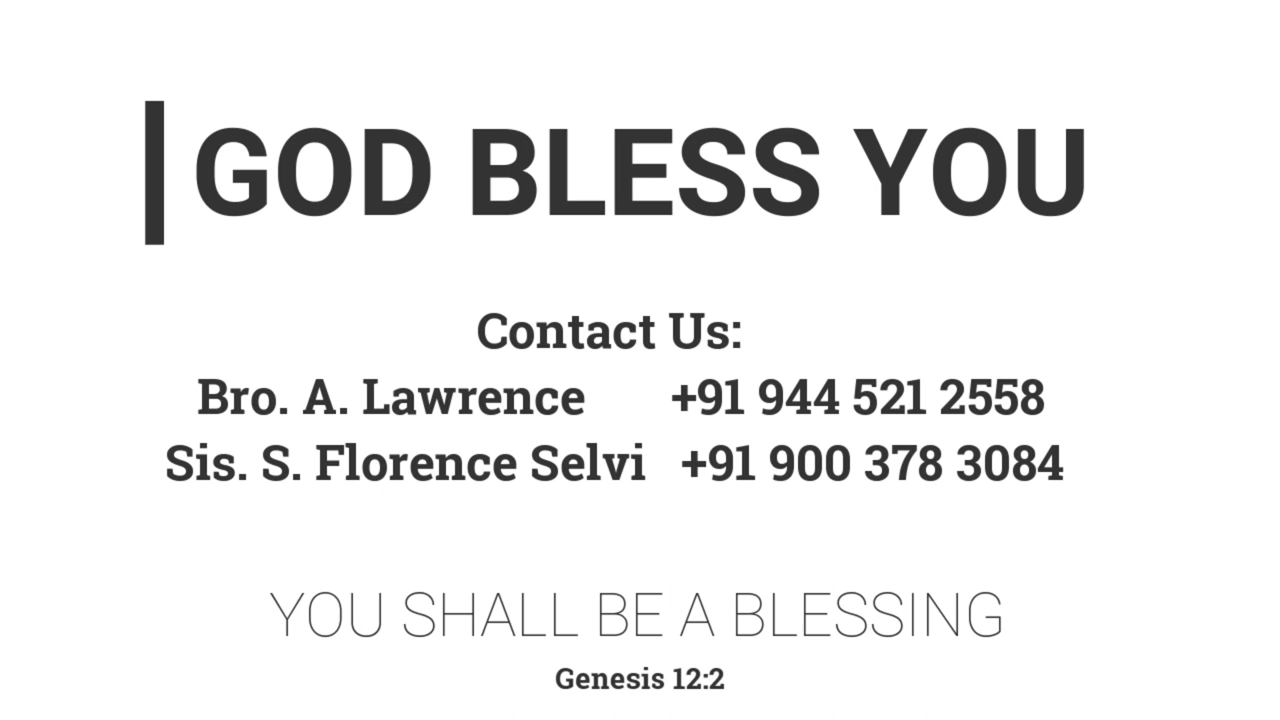 GOD BLESS YOU
Contact Us:
Bro. A. Lawrence +91 944 521 2558
Sis. S. Florence Selvi +91 900 378 3084
YOU SHALL BE A BLESSING
Genesis 12:2